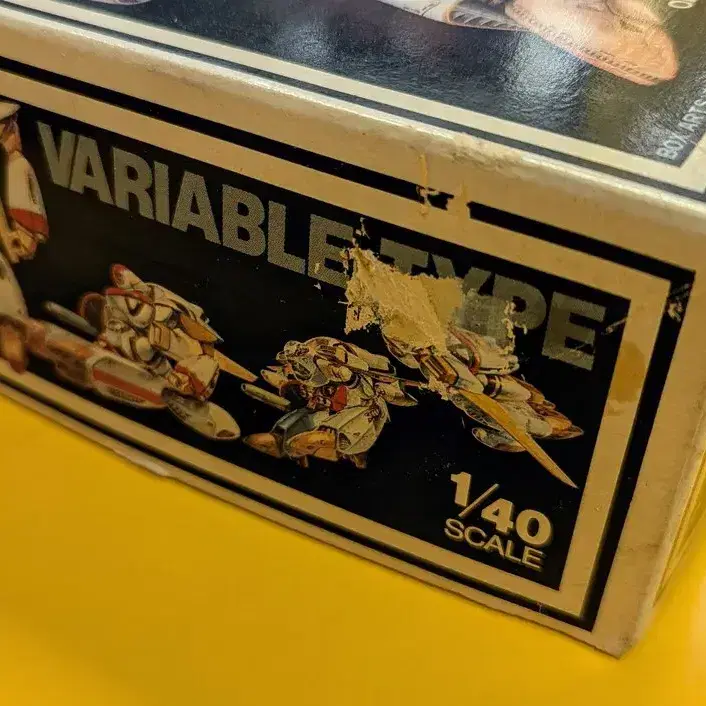 BOX ARTS
VARIABLE TYPE
1/40
SCALE